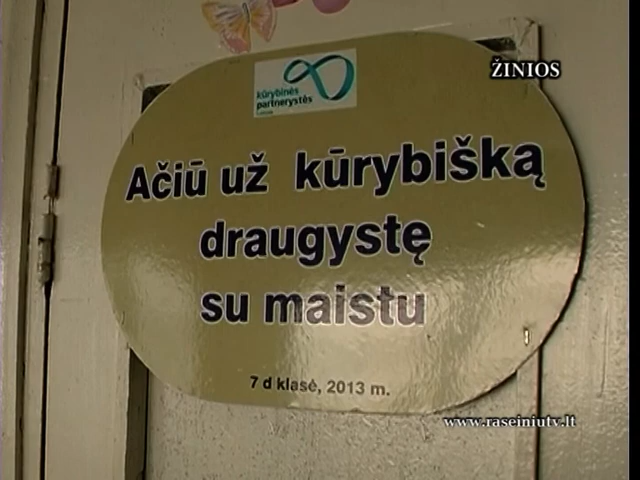 ŽINIOS
kūrybinės
partnerystės
Ačiū už kūrybišką
draugystę
su maistu
7 d klasė, 2013 m.
www.raseiniutv.lt